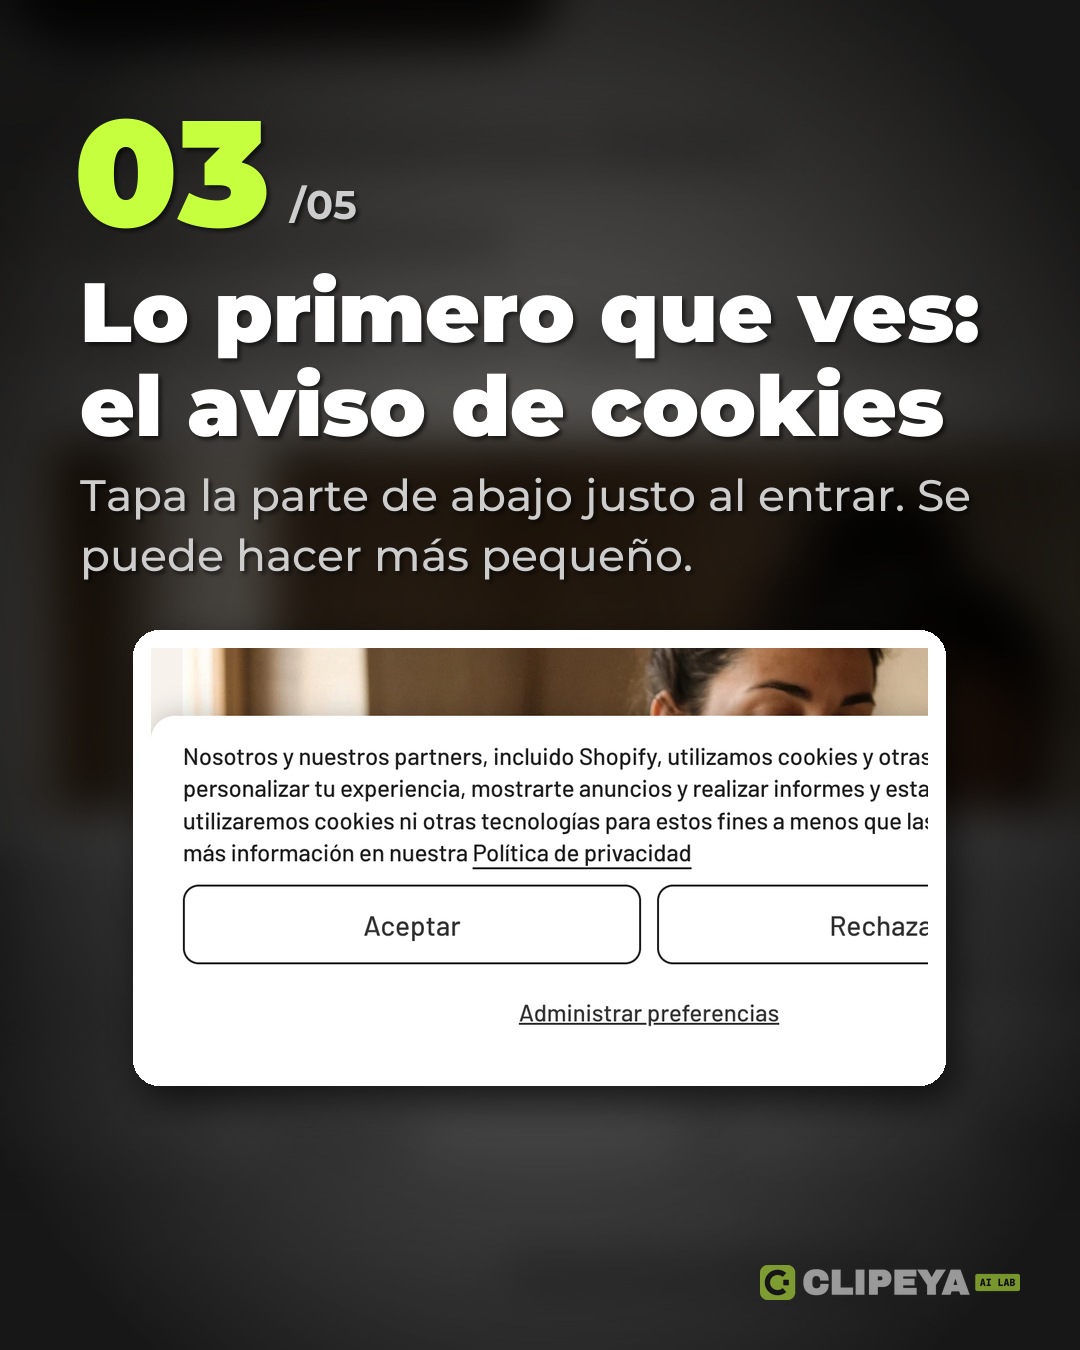 03 /05
Lo primero que ves:
el aviso de cookies
Tapa la parte de abajo justo al entrar. Se
puede hacer más pequeño.
Nosotros y nuestros partners, incluido Shopify, utilizamos cookies y otras
personalizar tu experiencia, mostrarte anuncios y realizar informes y esta
utilizaremos cookies ni otras tecnologías para estos fines a menos que las
más información en nuestra Política de privacidad
Aceptar
Rechaza
Administrar preferencias
CLIPEYA AI LAB